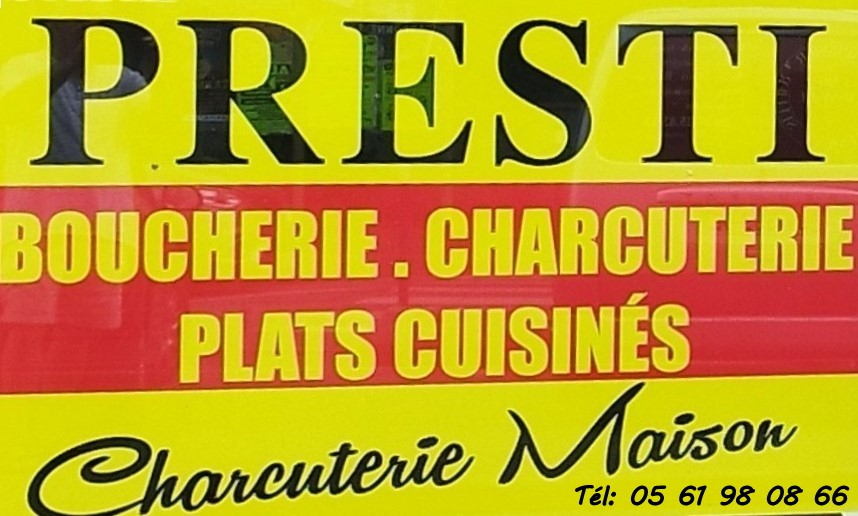 PRESTI
BOUCHERIE . CHARCUTERIE
PLATS CUISINÉS
Charcuterie Maison
Tél: 05 61 98 08 66